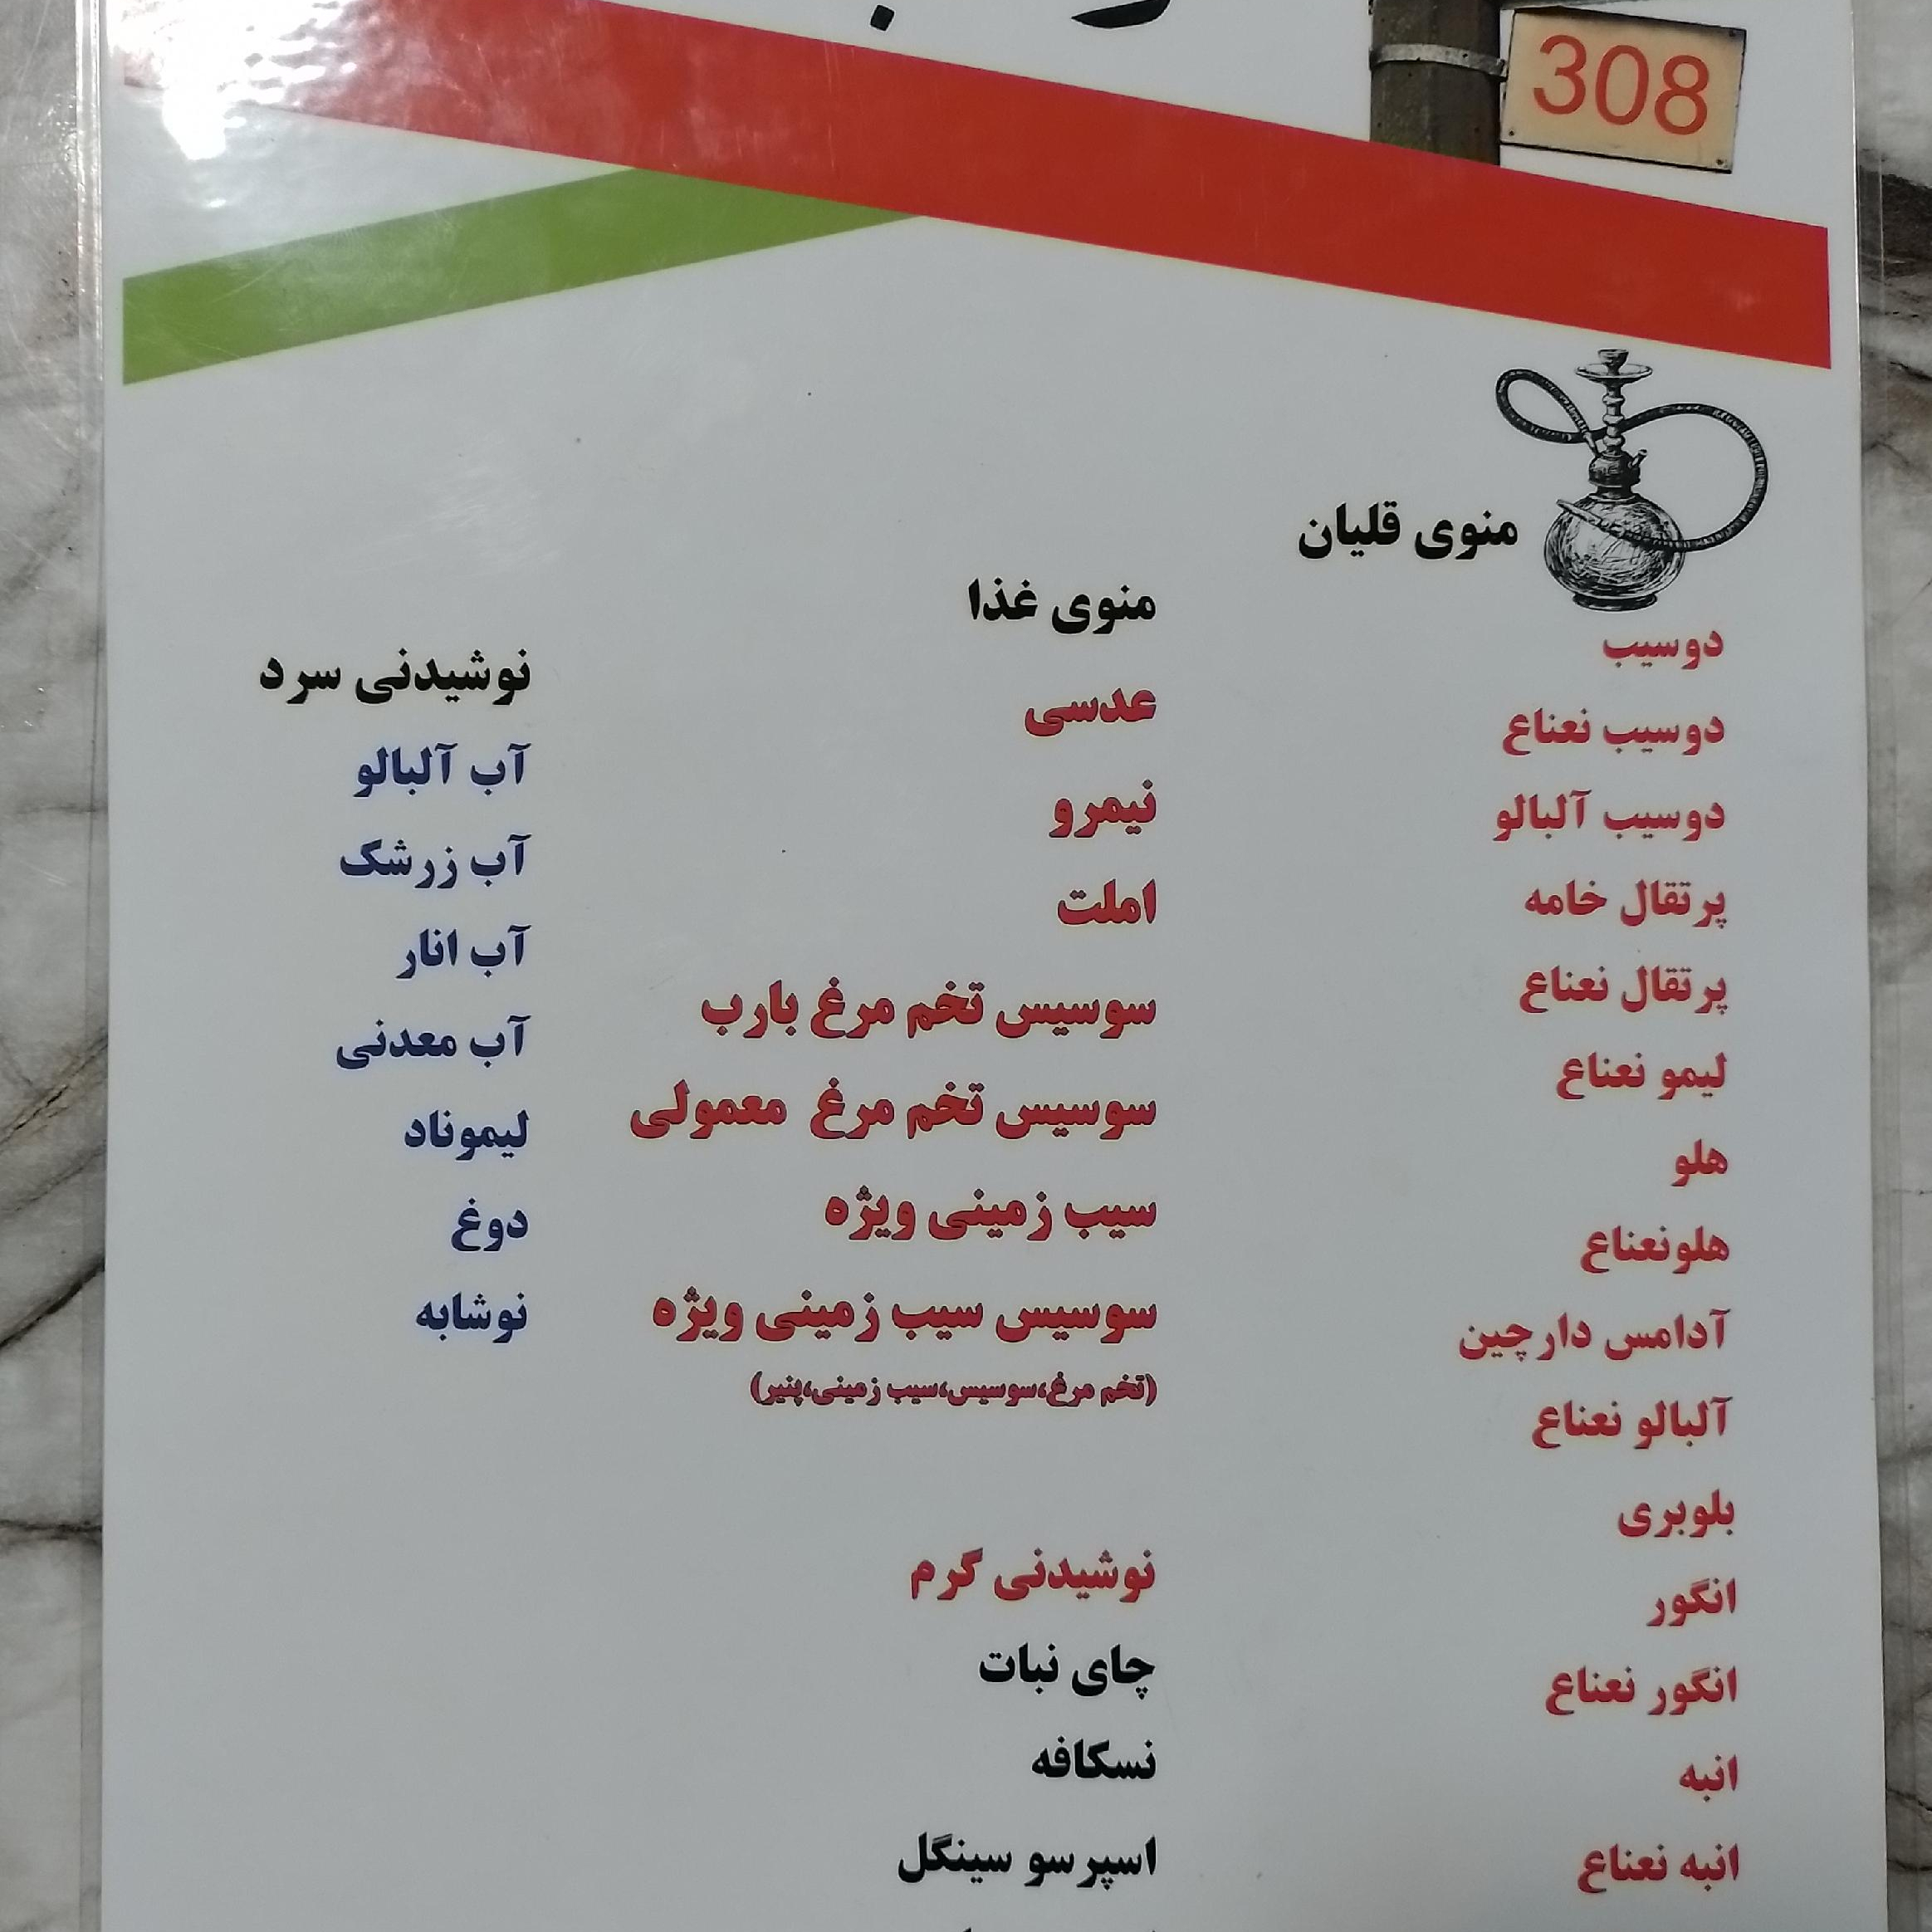 308
منوی قلیان
دوسیب
دوسیب نعناع
دوسیب آلبالو
پرتقال خامه
پرتقال نعناع
لیمو نعناع
هلو
هلونعناع
آدامس دارچین
آلبالو نعناع
بلوبری
انگور
انگور نعناع
انبه
انبه نعناع
منوی غذا
عدسی
نیمرو
املت
سوسیس تخم مرغ بارب
سوسیس تخم مرغ معمولی
سیب زمینی ویژه
سوسیس سیب زمینی ویژه
(تخم مرغ،سوسیس،سیب زمینی،پنیر)
نوشیدنی گرم
چای نبات
نسکافه
اسپرسو سینگل
نوشیدنی سرد
آب آلبالو
آب زرشک
آب انار
آب معدنی
لیموناد
دوغ
نوشابه